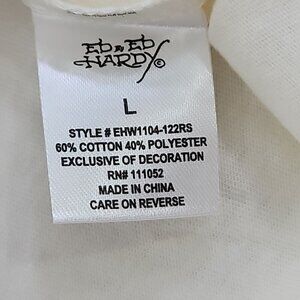 ED By ED
HARDY
L
STYLE # EHW1104-122RS
60% COTTON 40% POLYESTER
EXCLUSIVE OF DECORATION
RN# 111052
MADE IN CHINA
CARE ON REVERSE